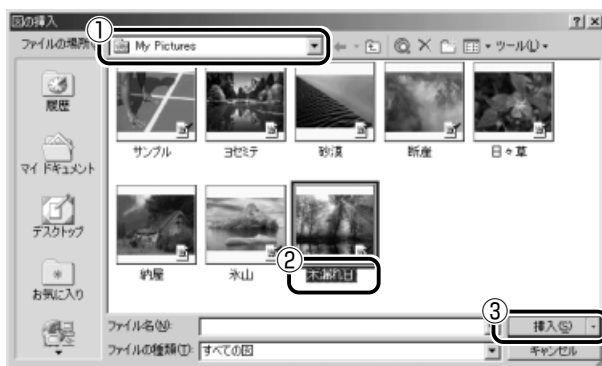 図の挿入
①
ファイルの場所
My Pictures
ツール(L)
履歴
マイ ドキュメント
デスクトップ
お気に入り
サンプル
ヨセミテ
砂漠
断崖
日々草
納屋
氷山
②
木漏れ日
③
ファイル名(N):
挿入(S)
ファイルの種類(T):
すべての図
キャンセル